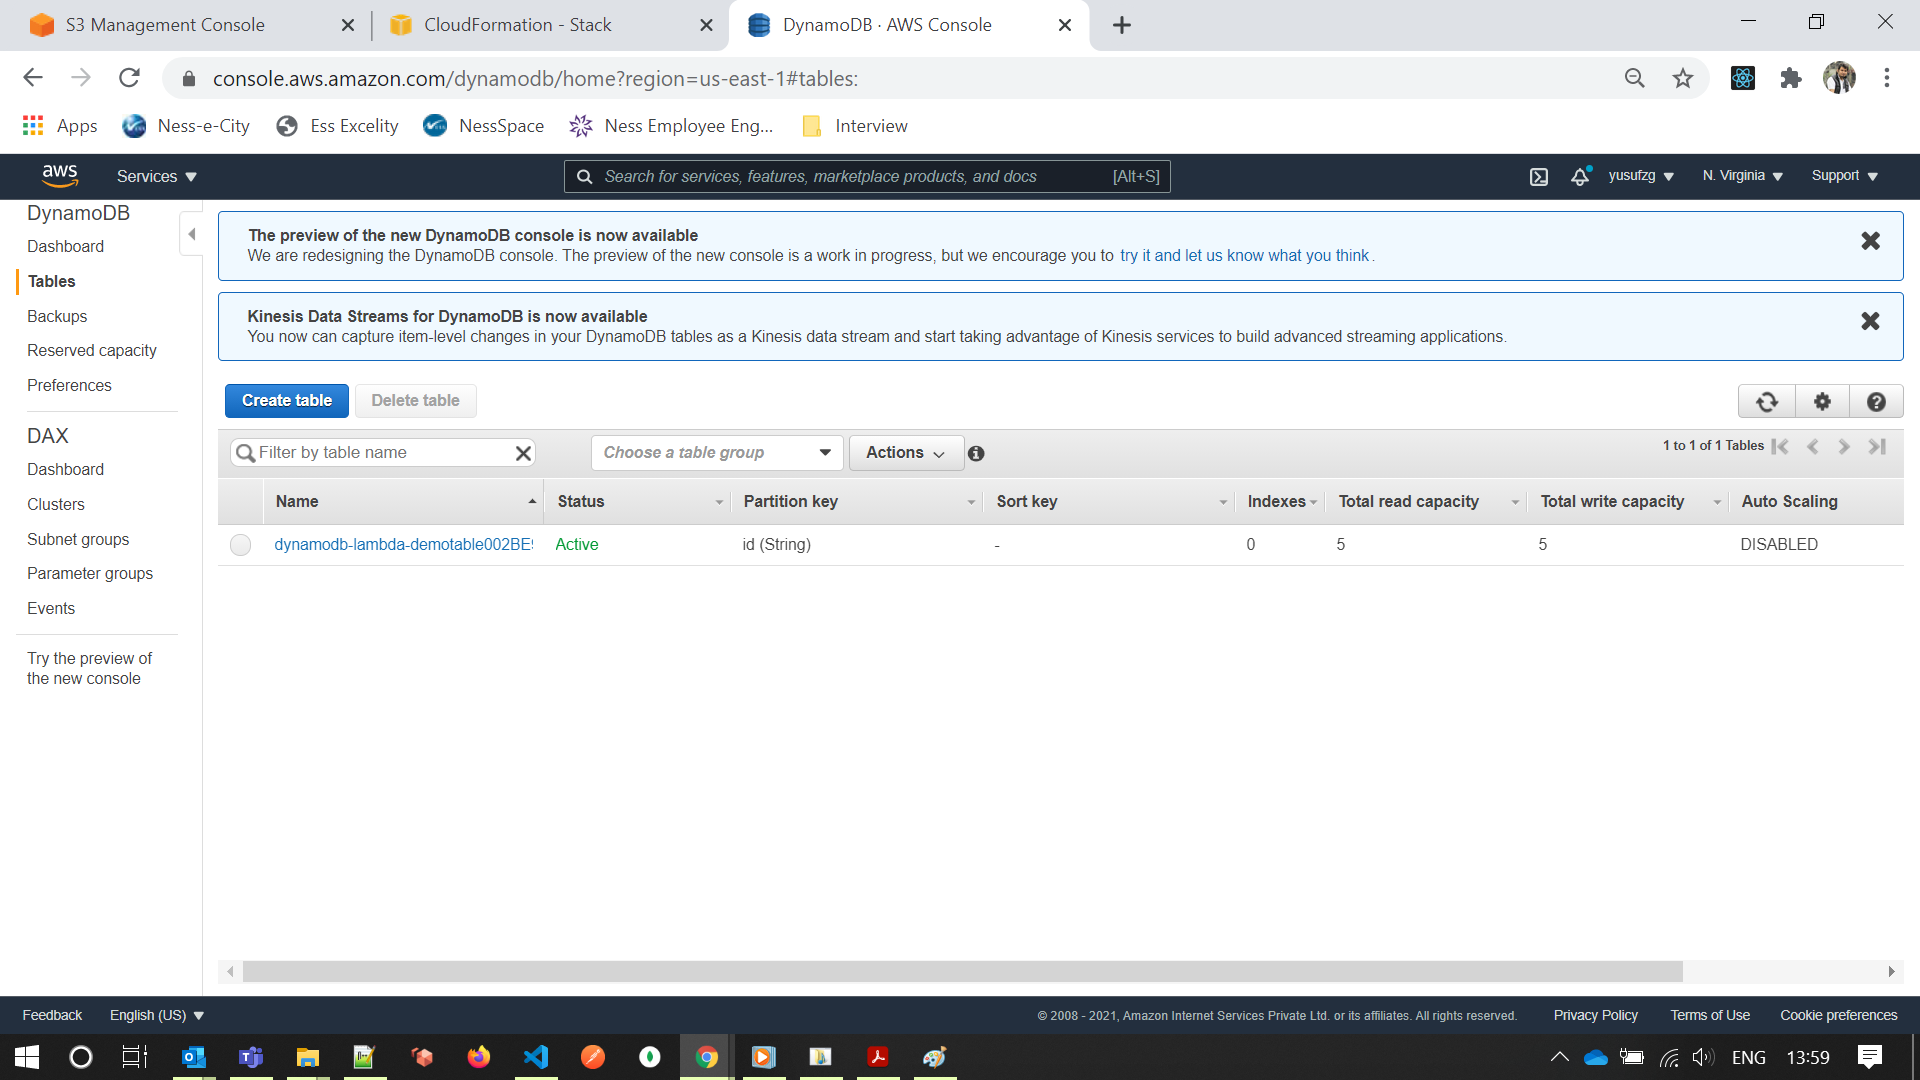 S3 Management Console
CloudFormation - Stack
DynamoDB · AWS Console
console.aws.amazon.com/dynamodb/home?region=us-east-1#tables:
Apps
Ness-e-City
Ess Excelity
NessSpace
Ness Employee Eng...
Interview
aws
Services
Search for services, features, marketplace products, and docs
[Alt+S]
yusufzg
N. Virginia
Support
DynamoDB
Dashboard
Tables
Backups
Reserved capacity
Preferences
DAX
Dashboard
Clusters
Subnet groups
Parameter groups
Events
Try the preview of
the new console
The preview of the new DynamoDB console is now available
We are redesigning the DynamoDB console. The preview of the new console is a work in progress, but we encourage you to try it and let us know what you think.
Kinesis Data Streams for DynamoDB is now available
You now can capture item-level changes in your DynamoDB tables as a Kinesis data stream and start taking advantage of Kinesis services to build advanced streaming applications.
Create table
Delete table
Filter by table name
Choose a table group
Actions
1 to 1 of 1 Tables
Name Status Partition key Sort key Indexes Total read capacity Total write capacity Auto Scaling
dynamodb-lambda-demotable002BE Active id (String) - 0 5 5 DISABLED
Feedback
English (US)
© 2008 - 2021, Amazon Internet Services Private Ltd. or its affiliates. All rights reserved.
Privacy Policy
Terms of Use
Cookie preferences
ENG
13:59